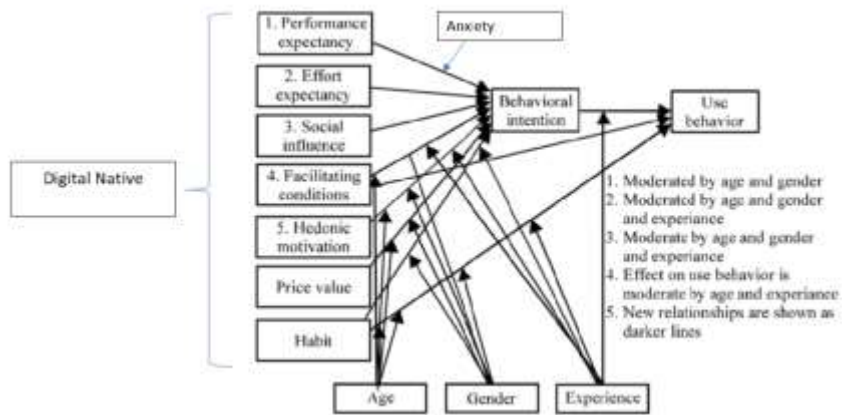 Anxiety
1. Performance
expectancy
2. Effort
expectancy
3. Social
influence
4. Facilitating
conditions
5. Hedonic
motivation
Price value
Habit
Digital Native
Behavioral
intention
Use
behavior
1. Moderated by age and gender
2. Moderated by age and gender
and experiance
3. Moderate by age and gender
and experiance
4. Effect on use behavior is
moderate by age and experiance
5. New relationships are shown as
darker lines
Age
Gender
Experience